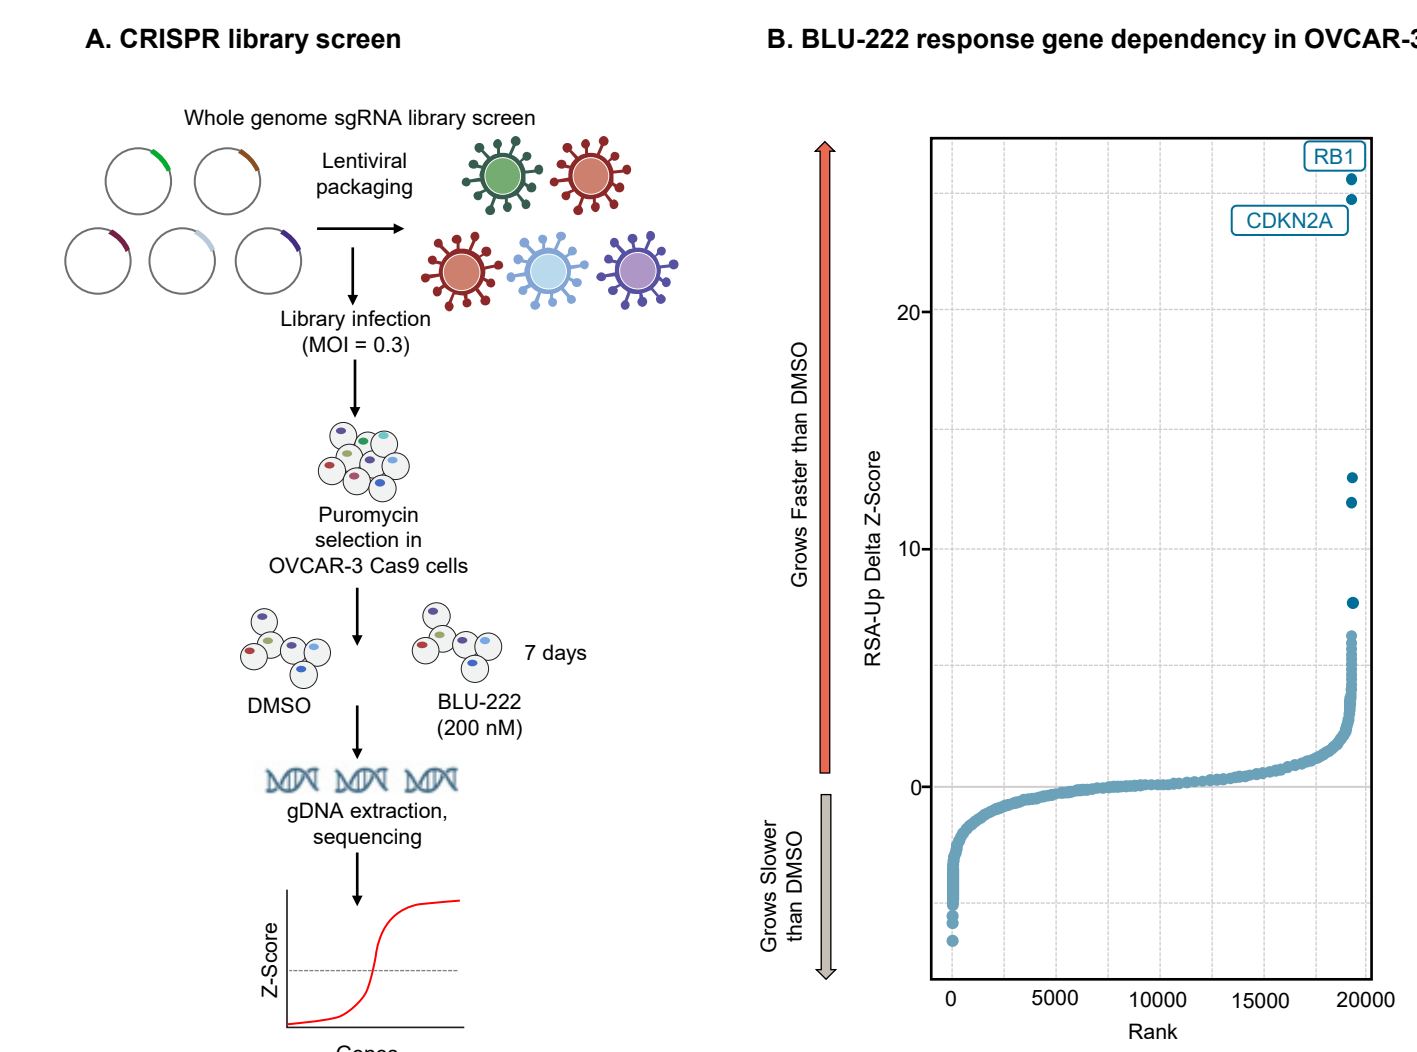 A. CRISPR library screen
Whole genome sgRNA library screen
Lentiviral
packaging
Library infection
(MOI = 0.3)
Puromycin
selection in
OVCAR-3 Cas9 cells
DMSO
BLU-222
(200 nM)
7 days
gDNA extraction,
sequencing
Z-Score
Genes
B. BLU-222 response gene dependency in OVCAR-3
Grows Faster than DMSO
Grows Slower
than DMSO
RSA-Up Delta Z-Score
20
10
0
RB1
CDKN2A
0 5000 10000 15000 20000
Rank